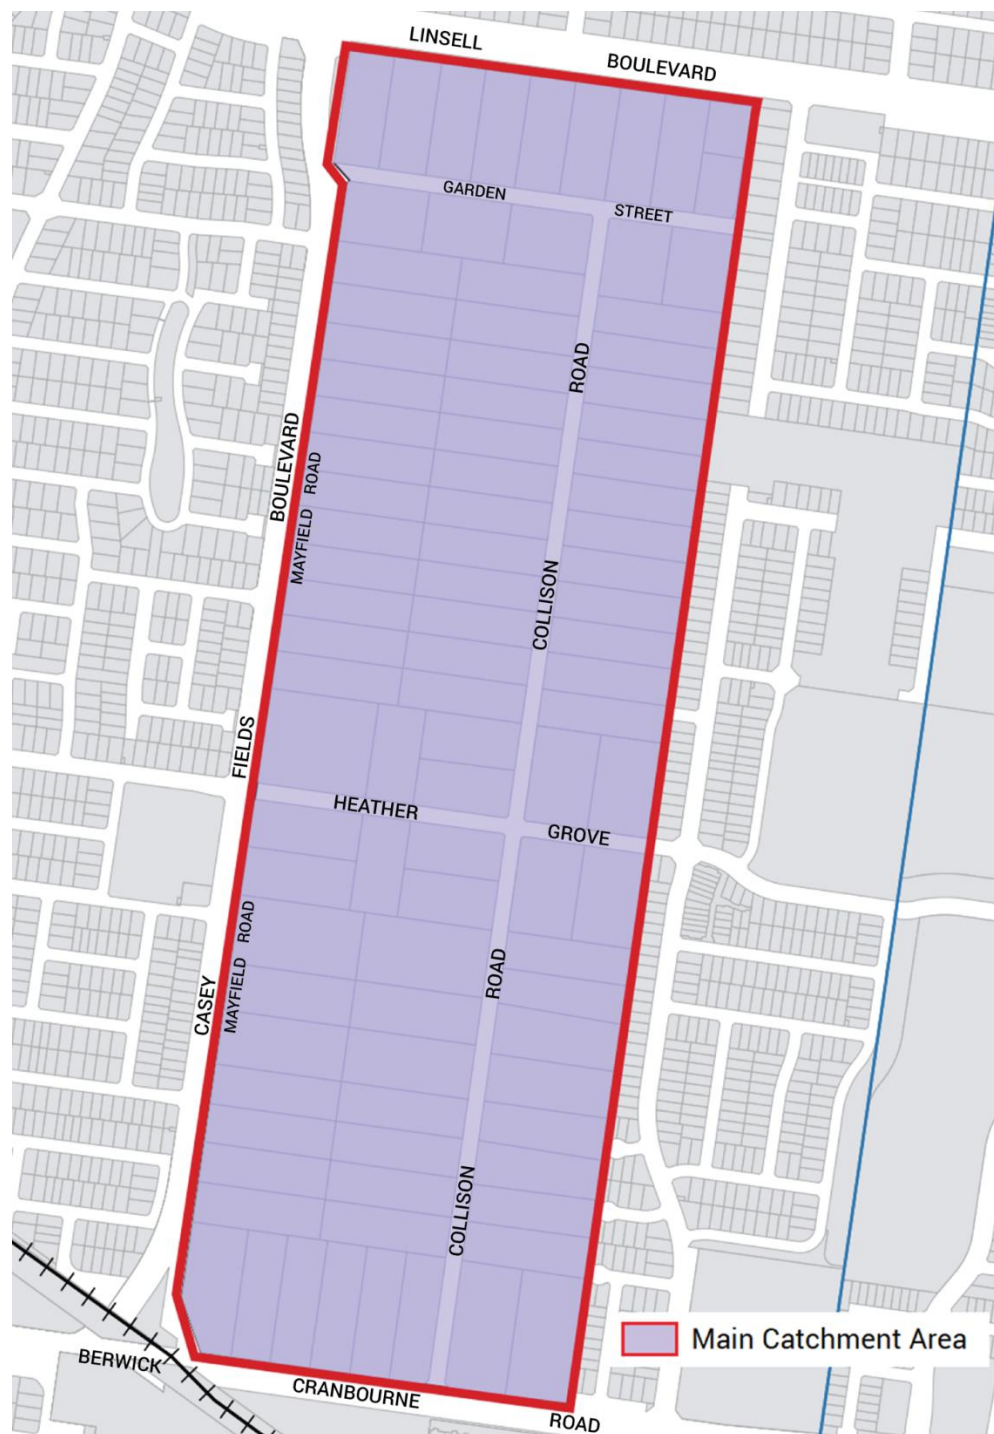 LINSELL
BOULEVARD
GARDEN
STREET
ROAD
BOULEVARD
MAYFIELD ROAD
COLLISON
FIELDS
HEATHER
GROVE
CASEY
MAYFIELD ROAD
ROAD
COLLISON
Main Catchment Area
BERWICK
CRANBOURNE
ROAD